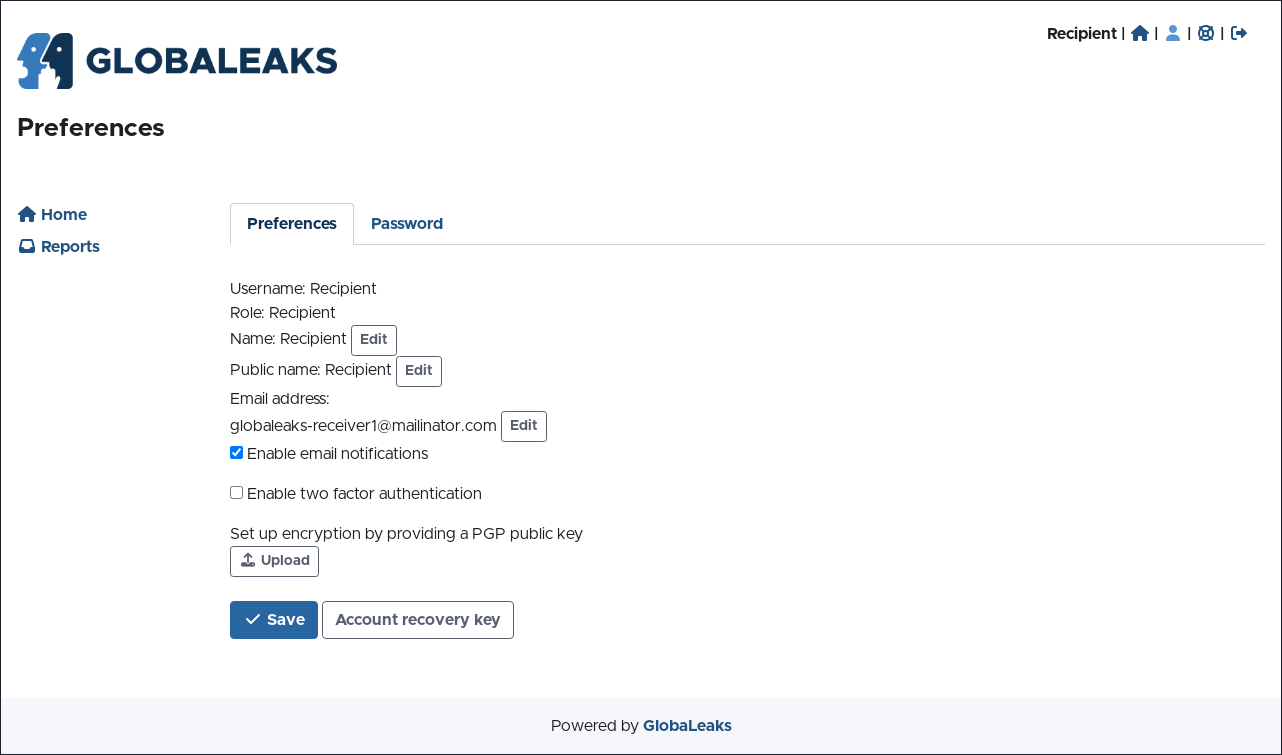 Recipient | | | |
GLOBALEAKS
Preferences
Home
Reports
Preferences Password
Username: Recipient
Role: Recipient
Name: Recipient Edit
Public name: Recipient Edit
Email address:
globaleaks-receiver1@mailinator.com Edit
Enable email notifications
Enable two factor authentication
Set up encryption by providing a PGP public key
Upload
Save Account recovery key
Powered by GlobaLeaks